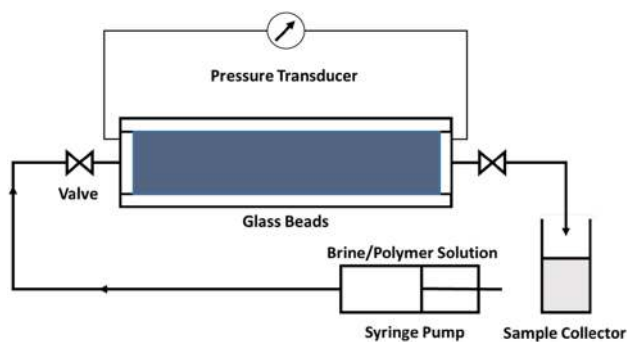 Pressure Transducer
Valve
Glass Beads
Brine/Polymer Solution
Syringe Pump
Sample Collector